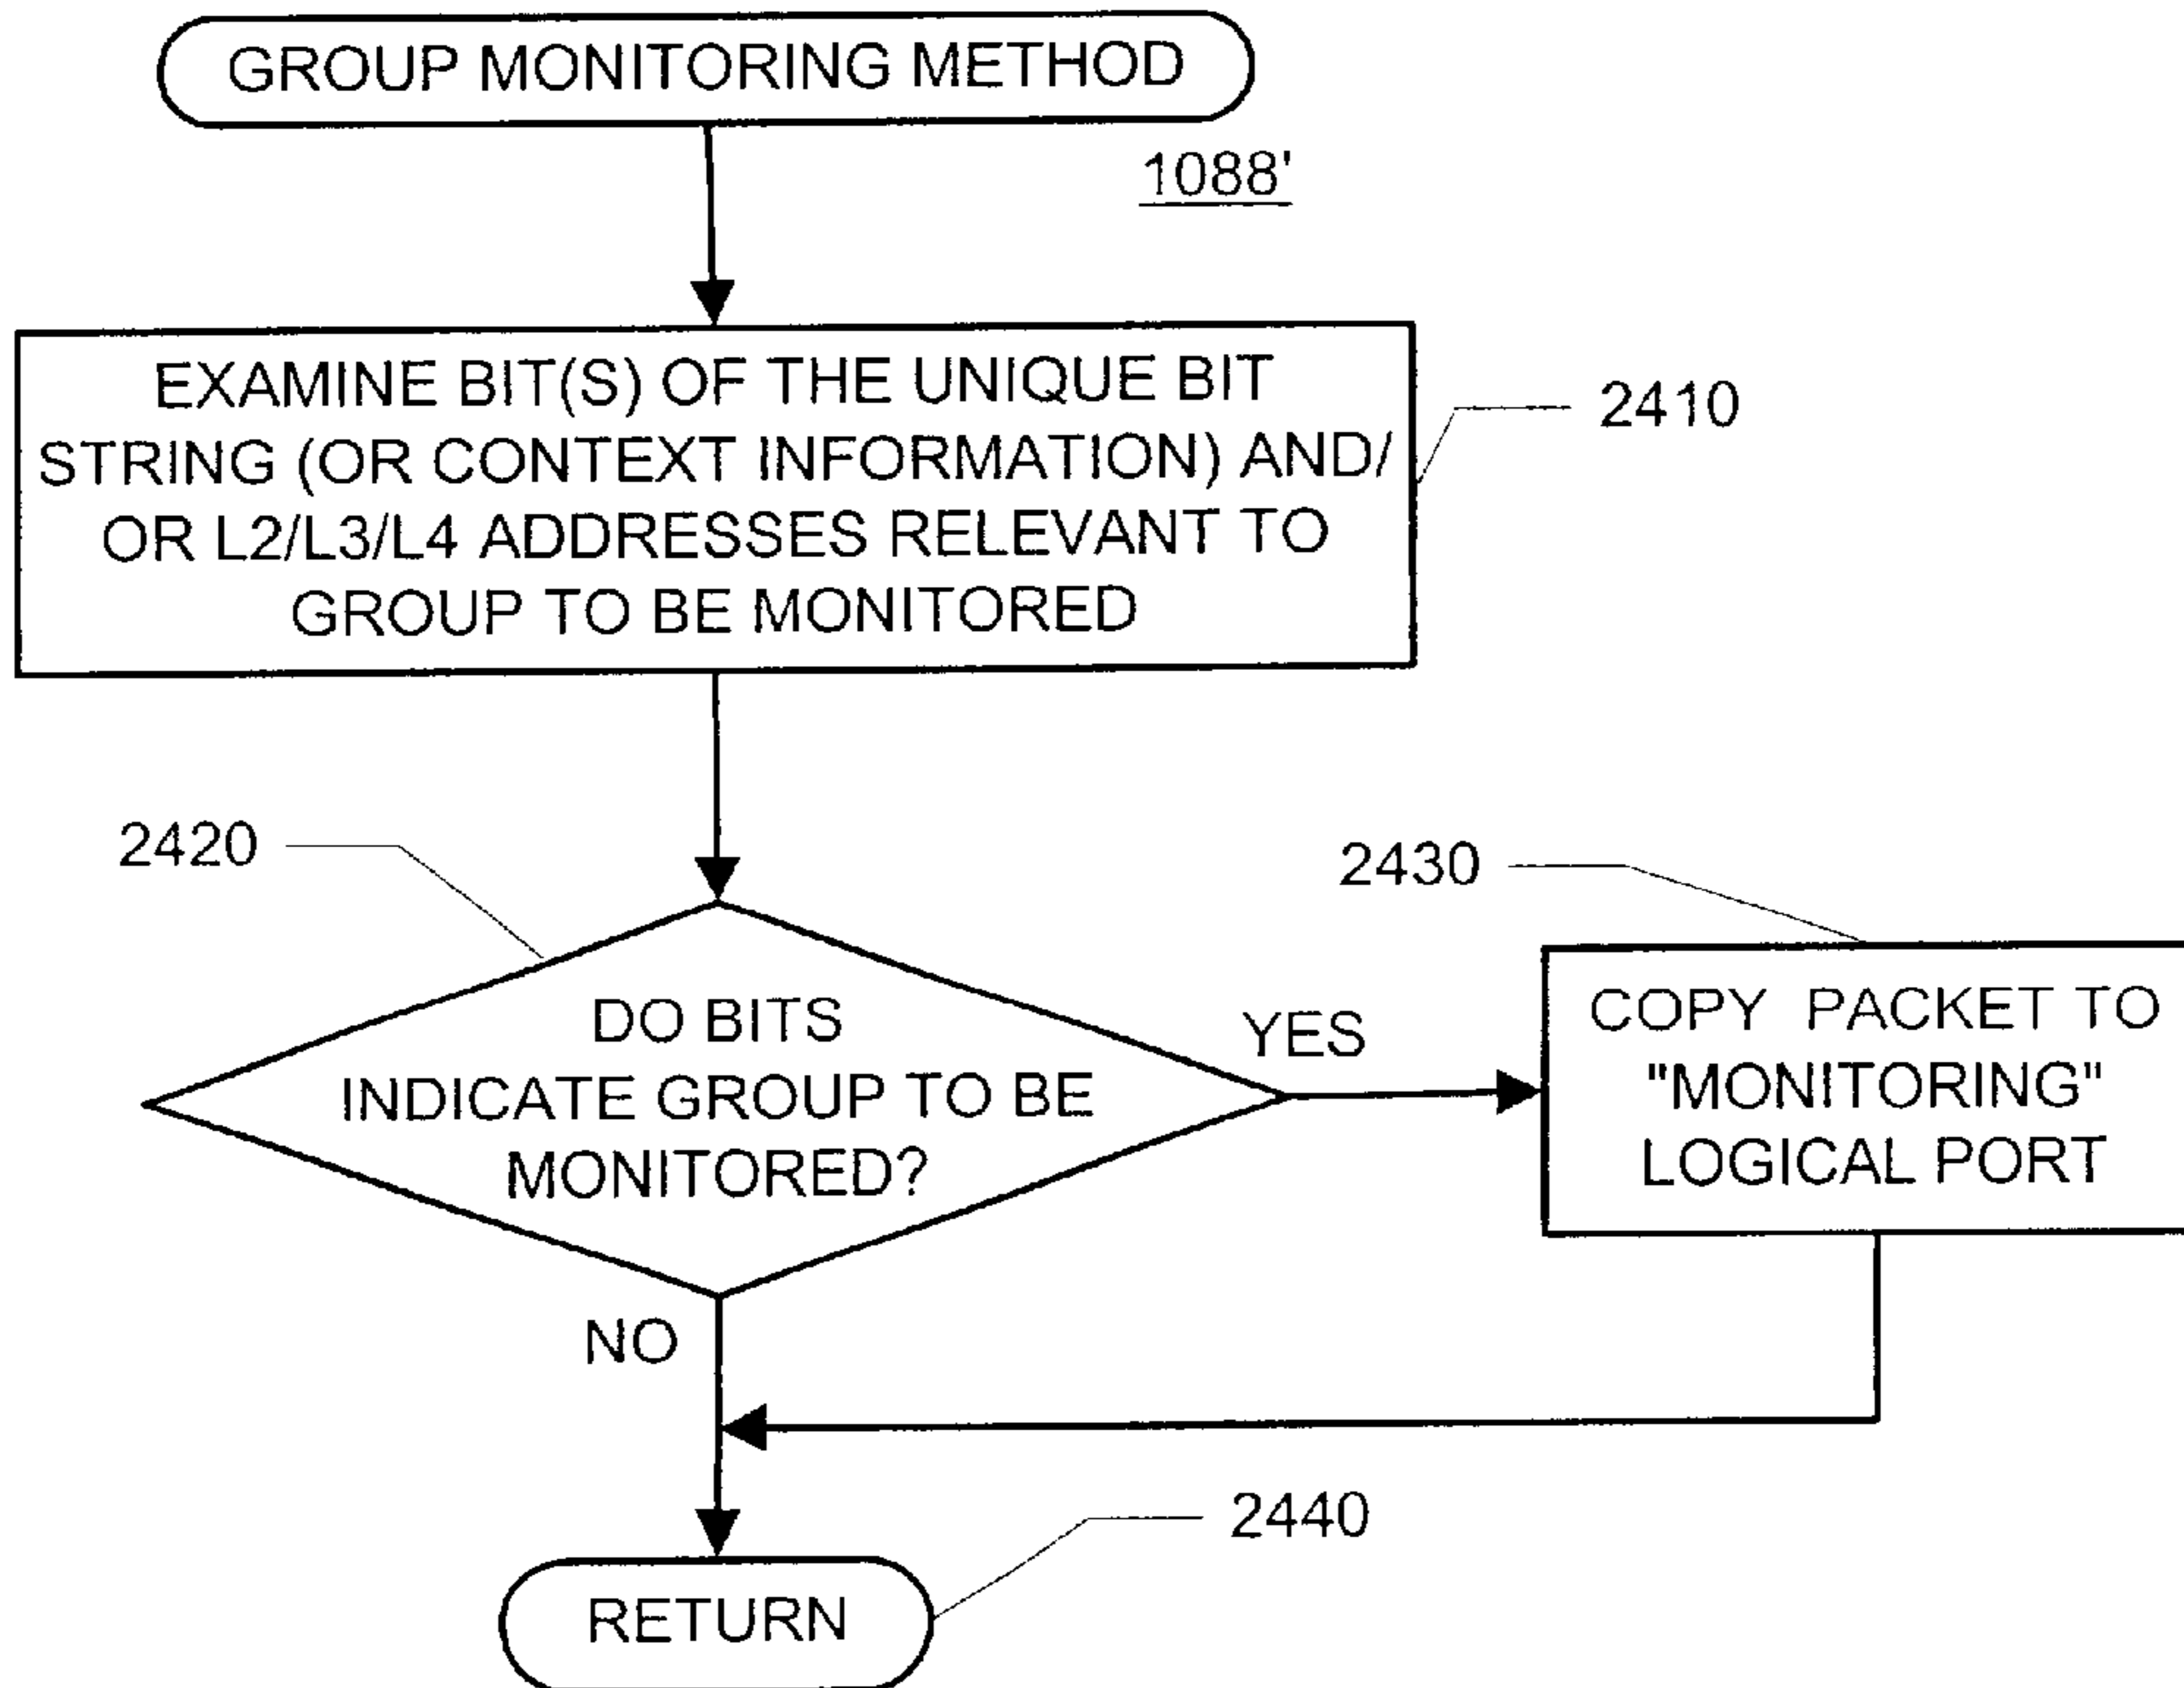 GROUP MONITORING METHOD
1088'
EXAMINE BIT(S) OF THE UNIQUE BIT
STRING (OR CONTEXT INFORMATION) AND/
OR L2/L3/L4 ADDRESSES RELEVANT TO
GROUP TO BE MONITORED
2410
2420
DO BITS
INDICATE GROUP TO BE
MONITORED?
YES
2430
COPY PACKET TO
"MONITORING"
LOGICAL PORT
NO
2440
RETURN